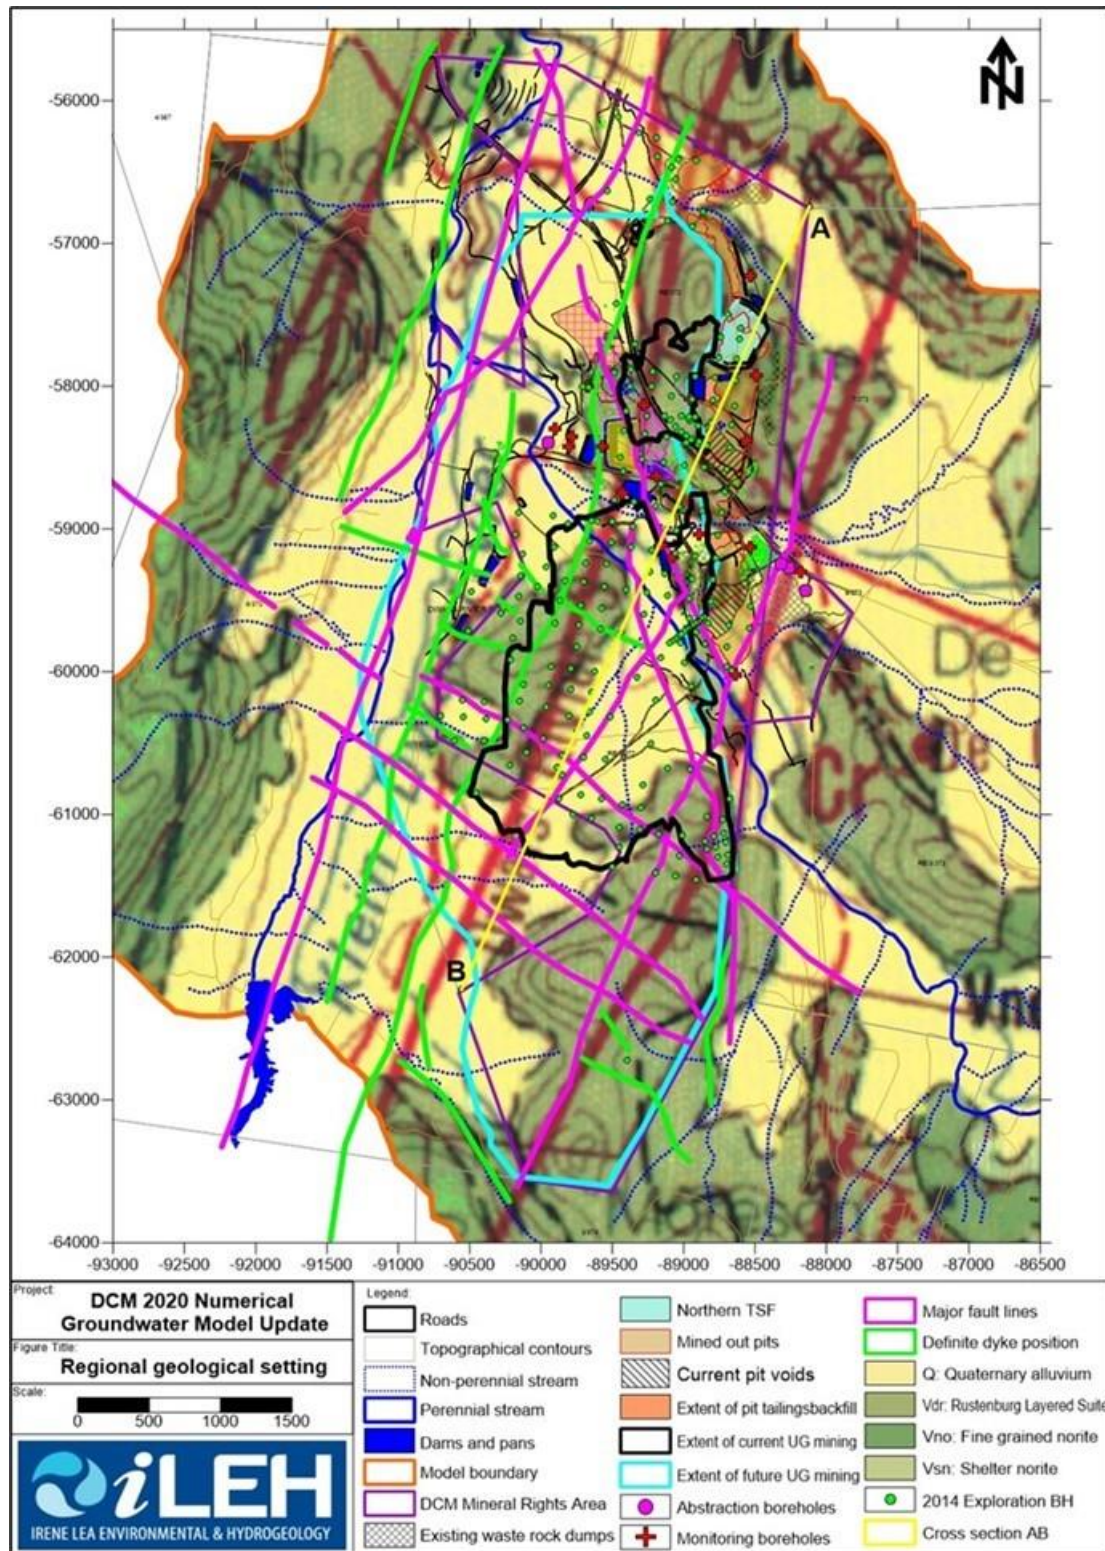 N
A
-56000
-57000
-58000
-59000
-60000
-61000
-62000
-63000
-64000
De
Cr
De
Klein
B
Vm
-93000 -92500 -92000 -91500 -91000 -90500 -90000 -89500 -89000 -88500 -88000 -87500 -87000 -86500
Project:
DCM 2020 Numerical
Groundwater Model Update
Figure Title:
Regional geological setting
Scale:
0 500 1000 1500
iLEH
IRENE LEA ENVIRONMENTAL & HYDROGEOLOGY
Legend:
Roads
Topographical contours
Non-perennial stream
Perennial stream
Dams and pans
Model boundary
DCM Mineral Rights Area
Existing waste rock dumps
Northern TSF
Mined out pits
Current pit voids
Extent of pit tailingsbackfill
Extent of current UG mining
Extent of future UG mining
Abstraction boreholes
Monitoring boreholes
Major fault lines
Definite dyke position
Q: Quaternary alluvium
Vdr: Rustenburg Layered Suite
Vno: Fine grained norite
Vsn: Shelter norite
2014 Exploration BH
Cross section AB